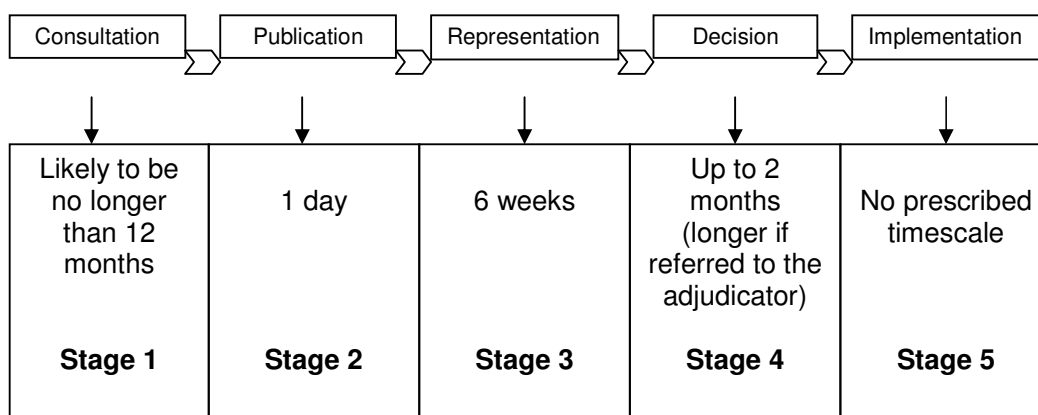 Consultation
Publication
Representation
Decision
Implementation
Likely to be
no longer
than 12
months
Stage 1
1 day
Stage 2
6 weeks
Stage 3
Up to 2
months
(longer if
referred to the
adjudicator)
Stage 4
No prescribed
timescale
Stage 5